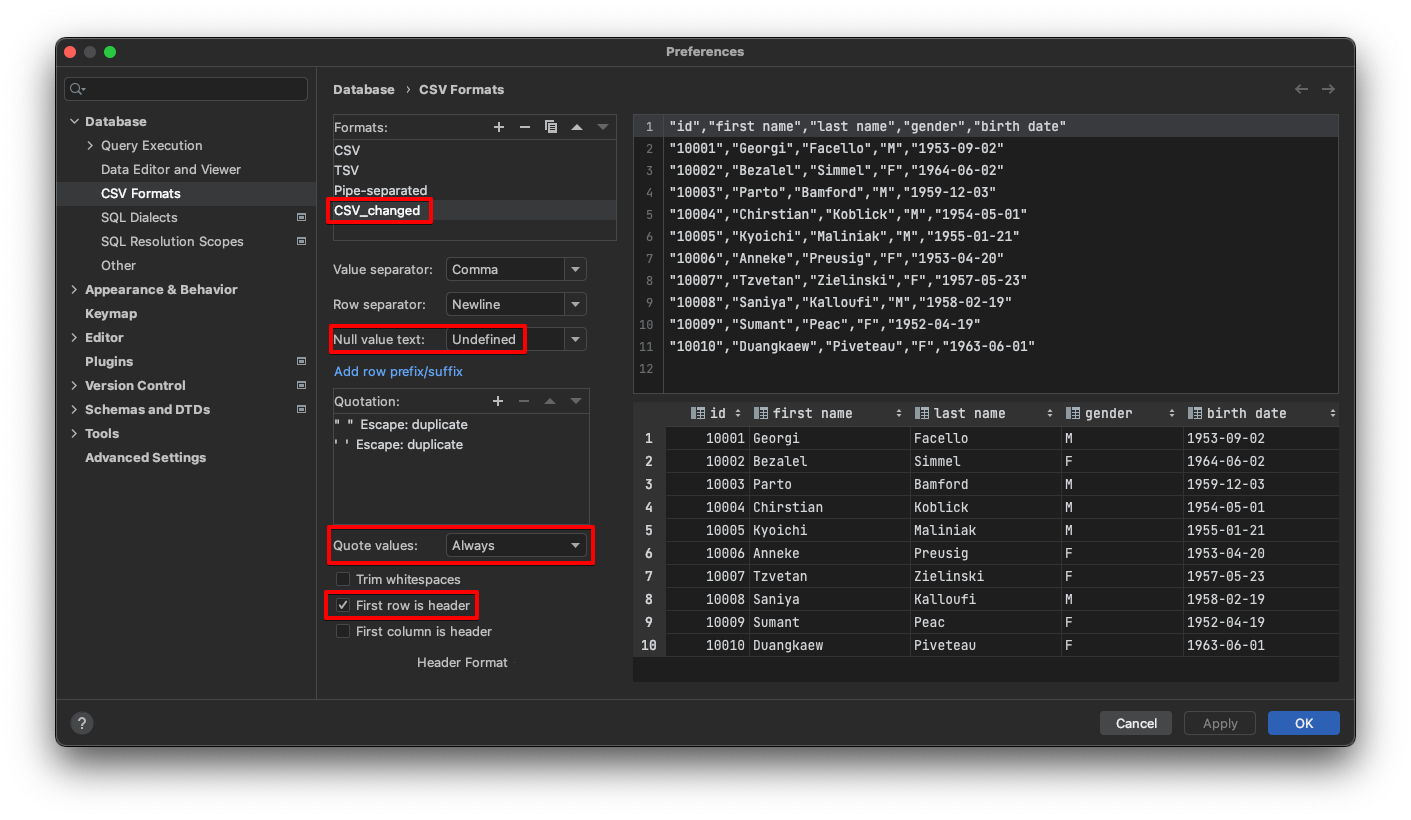 Preferences
Database
Query Execution
Data Editor and Viewer
CSV Formats
SQL Dialects
SQL Resolution Scopes
Other
Appearance & Behavior
Keymap
Editor
Plugins
Version Control
Schemas and DTDs
Tools
Advanced Settings
Database › CSV Formats
Formats:
CSV
TSV
Pipe-separated
CSV_changed
Value separator: Comma
Row separator: Newline
Null value text: Undefined
Add row prefix/suffix
Quotation:
" " Escape: duplicate
' ' Escape: duplicate
Quote values: Always
Trim whitespaces
First row is header
First column is header
Header Format
1 "id","first name","last name","gender","birth date"
2 "10001","Georgi","Facello","M","1953-09-02"
3 "10002","Bezalel","Simmel","F","1964-06-02"
4 "10003","Parto","Bamford","M","1959-12-03"
5 "10004","Chirstian","Koblick","M","1954-05-01"
6 "10005","Kyoichi","Maliniak","M","1955-01-21"
7 "10006","Anneke","Preusig","F","1953-04-20"
8 "10007","Tzvetan","Zielinski","F","1957-05-23"
9 "10008","Saniya","Kalloufi","M","1958-02-19"
10 "10009","Sumant","Peac","F","1952-04-19"
11 "10010","Duangkaew","Piveteau","F","1963-06-01"
12
id first name last name gender birth date
1 10001 Georgi Facello M 1953-09-02
2 10002 Bezalel Simmel F 1964-06-02
3 10003 Parto Bamford M 1959-12-03
4 10004 Chirstian Koblick M 1954-05-01
5 10005 Kyoichi Maliniak M 1955-01-21
6 10006 Anneke Preusig F 1953-04-20
7 10007 Tzvetan Zielinski F 1957-05-23
8 10008 Saniya Kalloufi M 1958-02-19
9 10009 Sumant Peac F 1952-04-19
10 10010 Duangkaew Piveteau F 1963-06-01
? Cancel Apply OK